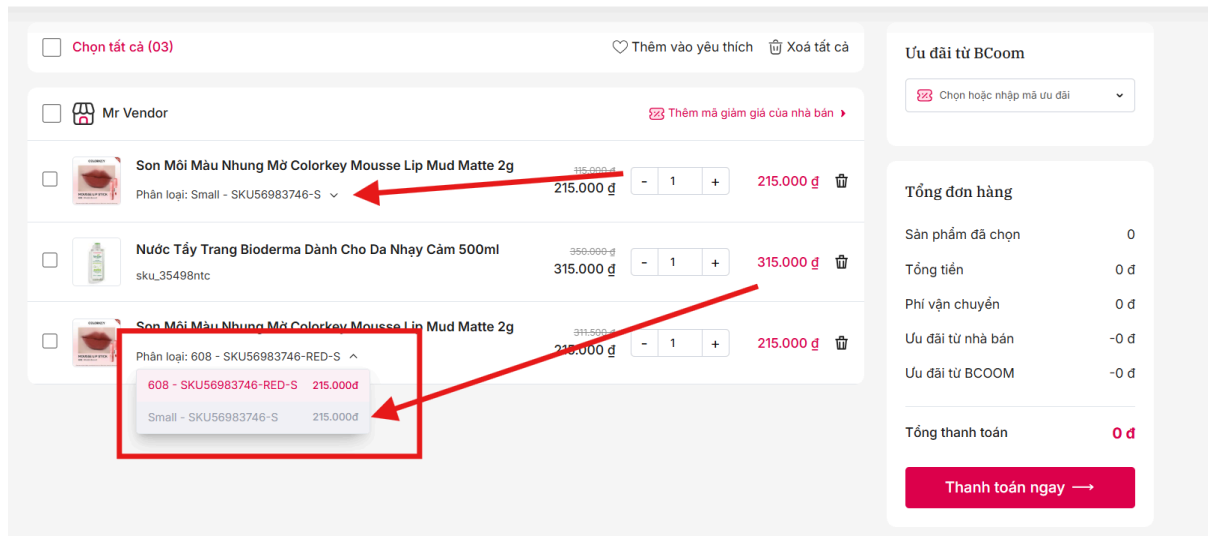 Chọn tất cả (03)
Thêm vào yêu thích
Xoá tất cả
Mr Vendor
Thêm mã giảm giá của nhà bán
Son Môi Màu Nhung Mờ Colorkey Mousse Lip Mud Matte 2g
Phân loại: Small - SKU56983746-S
115.000 ₫
215.000 ₫
- 1 +
215.000 ₫
Nước Tẩy Trang Bioderma Dành Cho Da Nhạy Cảm 500ml
sku_35498ntc
350.000 ₫
315.000 ₫
- 1 +
315.000 ₫
Son Môi Màu Nhung Mờ Colorkey Mousse Lip Mud Matte 2g
Phân loại: 608 - SKU56983746-RED-S
311.500 ₫
215.000 ₫
- 1 +
215.000 ₫
608 - SKU56983746-RED-S 215.000đ
Small - SKU56983746-S 215.000đ
Ưu đãi từ BCoom
Chọn hoặc nhập mã ưu đãi
Tổng đơn hàng
Sản phẩm đã chọn 0
Tổng tiền 0 đ
Phí vận chuyển 0 đ
Ưu đãi từ nhà bán -0 đ
Ưu đãi từ BCOOM -0 đ
Tổng thanh toán 0 đ
Thanh toán ngay